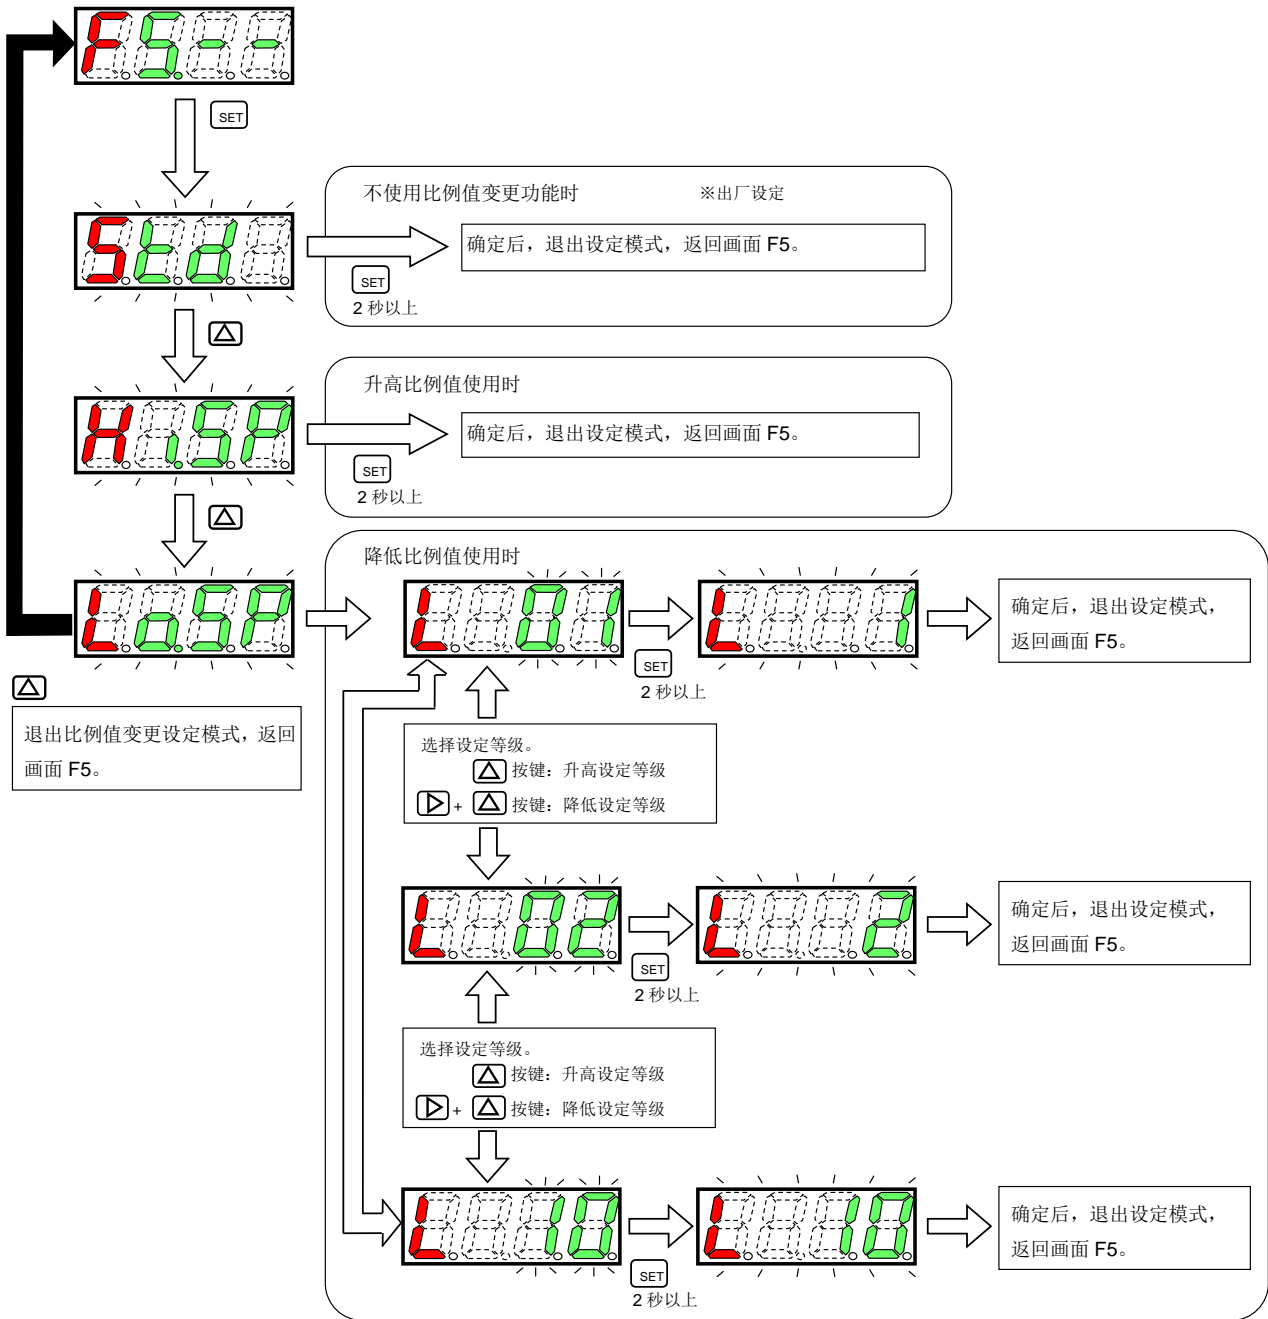 F5.--
SET
Std
不使用比例值变更功能时 ※出厂设定
确定后，退出设定模式，返回画面 F5。
SET
2 秒以上
H1.SP
升高比例值使用时
确定后，退出设定模式，返回画面 F5。
SET
2 秒以上
LoSP
降低比例值使用时
L 01
SET
2 秒以上
L 1
确定后，退出设定模式，
返回画面 F5。
退出比例值变更设定模式，返回
画面 F5。
选择设定等级。
△ 按键：升高设定等级
▷ + △ 按键：降低设定等级
L 02
SET
2 秒以上
L 2
确定后，退出设定模式，
返回画面 F5。
选择设定等级。
△ 按键：升高设定等级
▷ + △ 按键：降低设定等级
L 10
SET
2 秒以上
L 10
确定后，退出设定模式，
返回画面 F5。